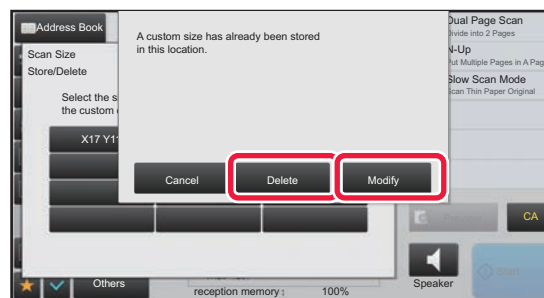 Address Book
A custom size has already been stored
in this location.
Scan Size
Store/Delete
Select the s
the custom
X17 Y11
Cancel
Delete
Modify
Dual Page Scan
Divide into 2 Pages
N-Up
Put Multiple Pages in A Pag
Slow Scan Mode
Scan Thin Paper Original
CA
Others
reception memory :
100%
Speaker
Start